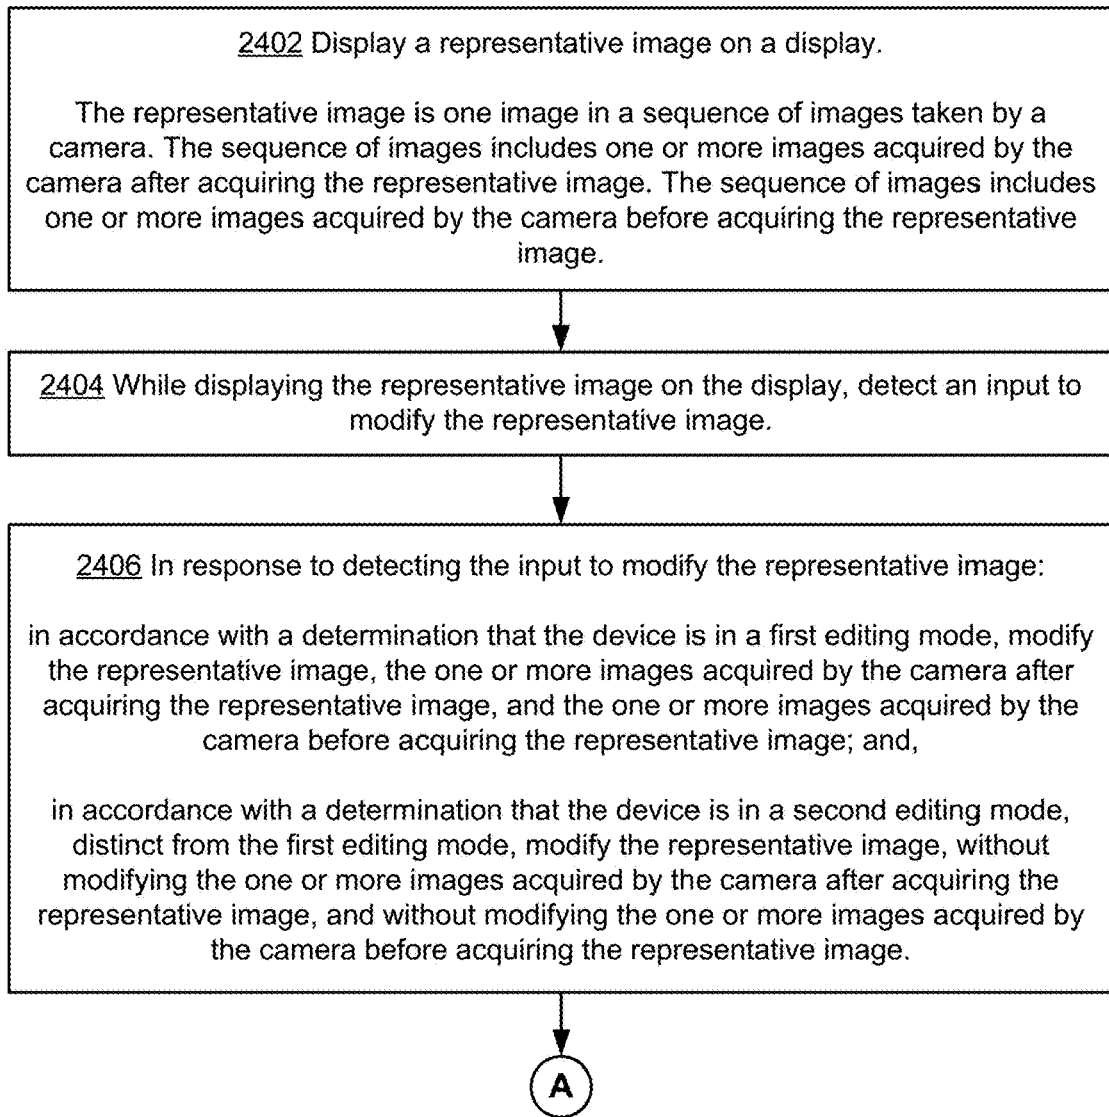 2402 Display a representative image on a display.
The representative image is one image in a sequence of images taken by a
camera. The sequence of images includes one or more images acquired by the
camera after acquiring the representative image. The sequence of images includes
one or more images acquired by the camera before acquiring the representative
image.
2404 While displaying the representative image on the display, detect an input to
modify the representative image.
2406 In response to detecting the input to modify the representative image:
in accordance with a determination that the device is in a first editing mode, modify
the representative image, the one or more images acquired by the camera after
acquiring the representative image, and the one or more images acquired by the
camera before acquiring the representative image; and,
in accordance with a determination that the device is in a second editing mode,
distinct from the first editing mode, modify the representative image, without
modifying the one or more images acquired by the camera after acquiring the
representative image, and without modifying the one or more images acquired by
the camera before acquiring the representative image.
A